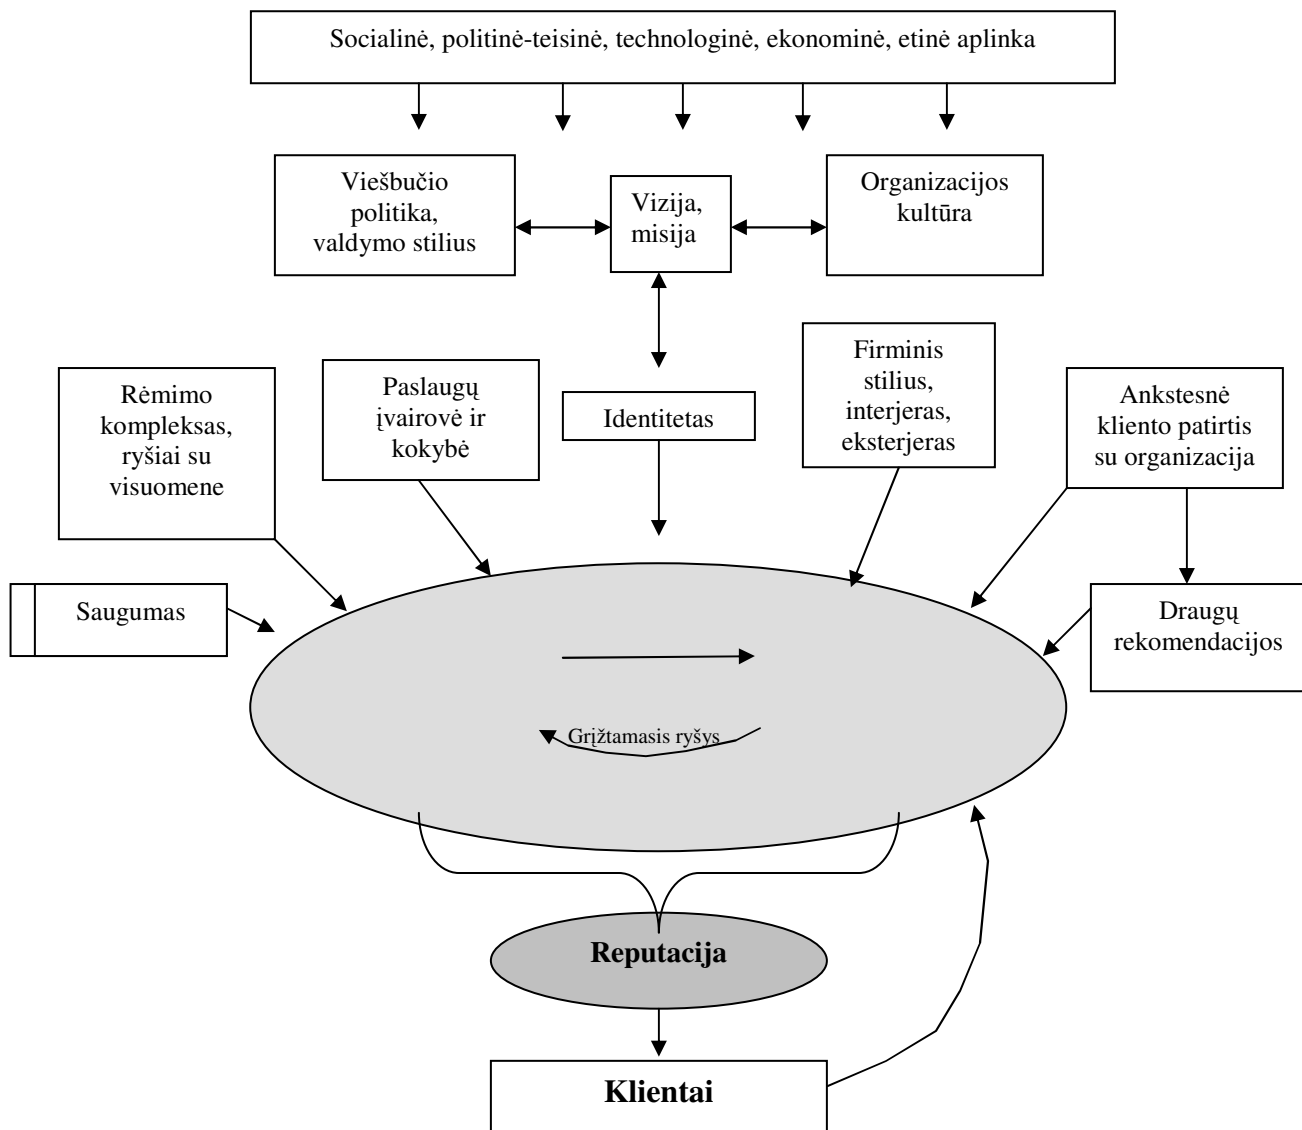 Socialinė, politinė-teisinė, technologinė, ekonominė, etinė aplinka
Viešbučio
politika,
valdymo stilius
Vizija,
misija
Organizacijos
kultūra
Rėmimo
kompleksas,
ryšiai su
visuomene
Paslaugų
įvairovė ir
kokybė
Identitetas
Firminis
stilius,
interjeras,
eksterjeras
Ankstesnė
kliento patirtis
su organizacija
Saugumas
Draugų
rekomendacijos
Grįžtamasis ryšys
Reputacija
Klientai